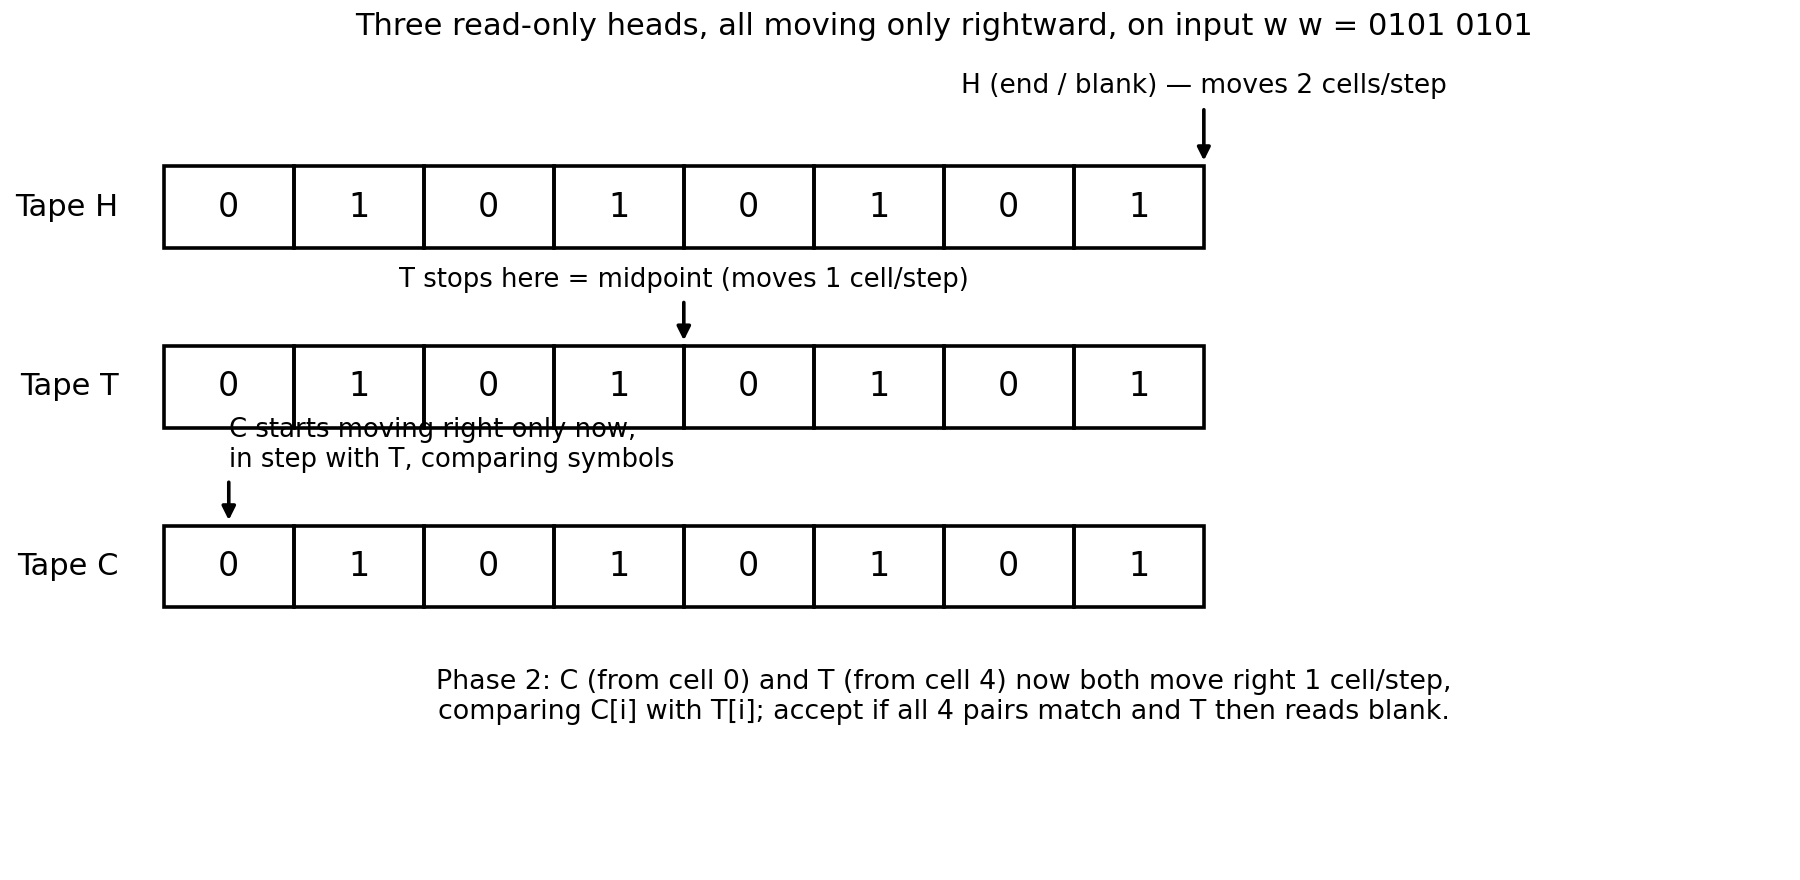 Three read-only heads, all moving only rightward, on input w w = 0101 0101
H (end / blank) — moves 2 cells/step
Tape H 0 1 0 1 0 1 0 1
T stops here = midpoint (moves 1 cell/step)
Tape T 0 1 0 1 0 1 0 1
C starts moving right only now,
in step with T, comparing symbols
Tape C 0 1 0 1 0 1 0 1
Phase 2: C (from cell 0) and T (from cell 4) now both move right 1 cell/step,
comparing C[i] with T[i]; accept if all 4 pairs match and T then reads blank.